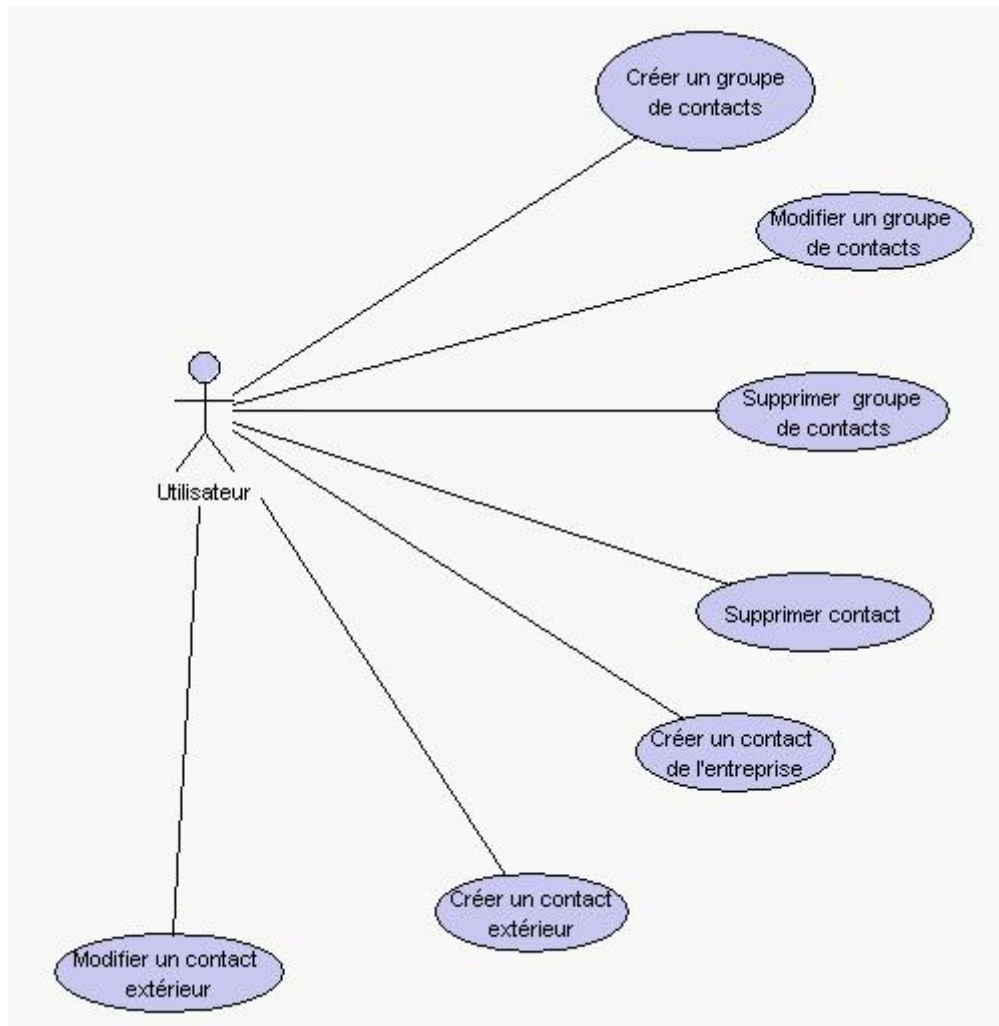 Créer un groupe
de contacts
Modifier un groupe
de contacts
Supprimer groupe
de contacts
Utilisateur
Supprimer contact
Créer un contact
de l'entreprise
Créer un contact
extérieur
Modifier un contact
extérieur